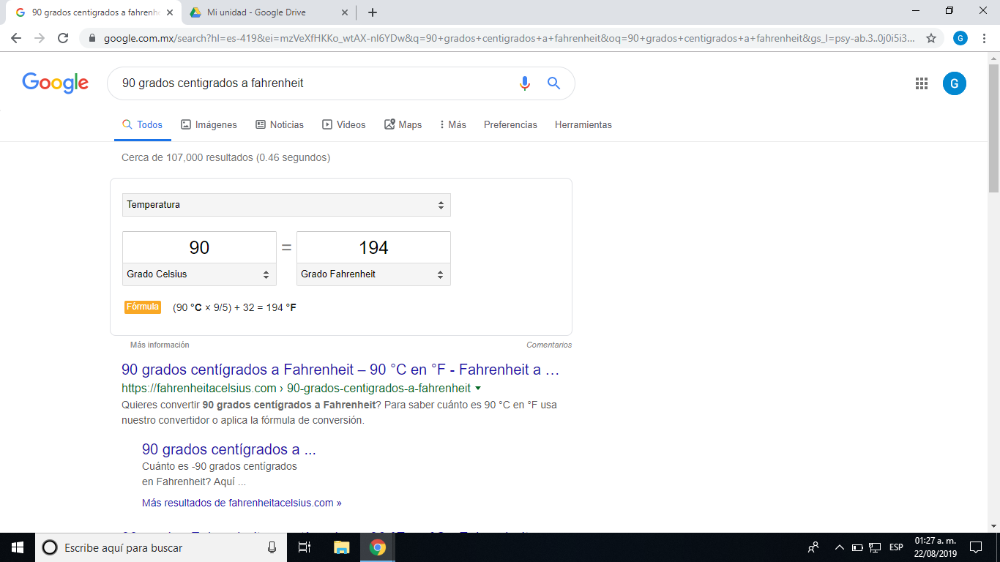 90 grados centigrados a fahrenhe
Mi unidad - Google Drive
google.com.mx/search?hl=es-419&ei=mzVeXfHKKo_wtAX-nI6YDw&q=90+grados+centigrados+a+fahrenheit&oq=90+grados+centigrados+a+fahrenheit&gs_l=psy-ab.3..0j0i5i3...
G
Google
90 grados centigrados a fahrenheit
G
Todos
Imágenes
Noticias
Videos
Maps
Más
Preferencias
Herramientas
Cerca de 107,000 resultados (0.46 segundos)
Temperatura
90 = 194
Grado Celsius
Grado Fahrenheit
Fórmula (90 °C × 9/5) + 32 = 194 °F
Más información
Comentarios
90 grados centígrados a Fahrenheit – 90 °C en °F - Fahrenheit a ...
https://fahrenheitacelsius.com › 90-grados-centigrados-a-fahrenheit
Quieres convertir 90 grados centígrados a Fahrenheit? Para saber cuánto es 90 °C en °F usa
nuestro convertidor o aplica la fórmula de conversión.
90 grados centígrados a ...
Cuánto es -90 grados centígrados
en Fahrenheit? Aquí ...
Más resultados de fahrenheitacelsius.com »
Escribe aquí para buscar
ESP
01:27 a. m.
22/08/2019